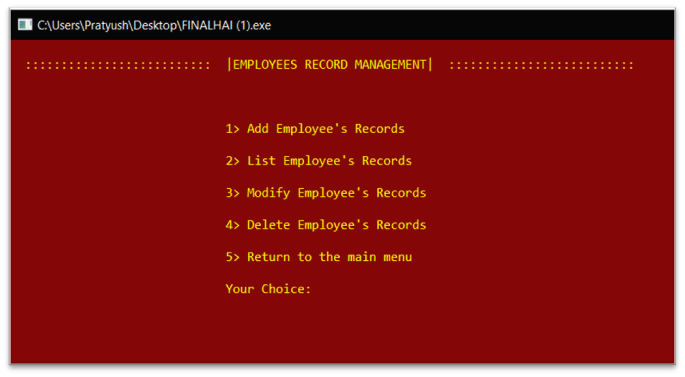 C:\Users\Pratyush\Desktop\FINALHAI (1).exe
:::::::::::::::::::::::::: |EMPLOYEES RECORD MANAGEMENT| ::::::::::::::::::::::::::
1> Add Employee's Records
2> List Employee's Records
3> Modify Employee's Records
4> Delete Employee's Records
5> Return to the main menu
Your Choice: